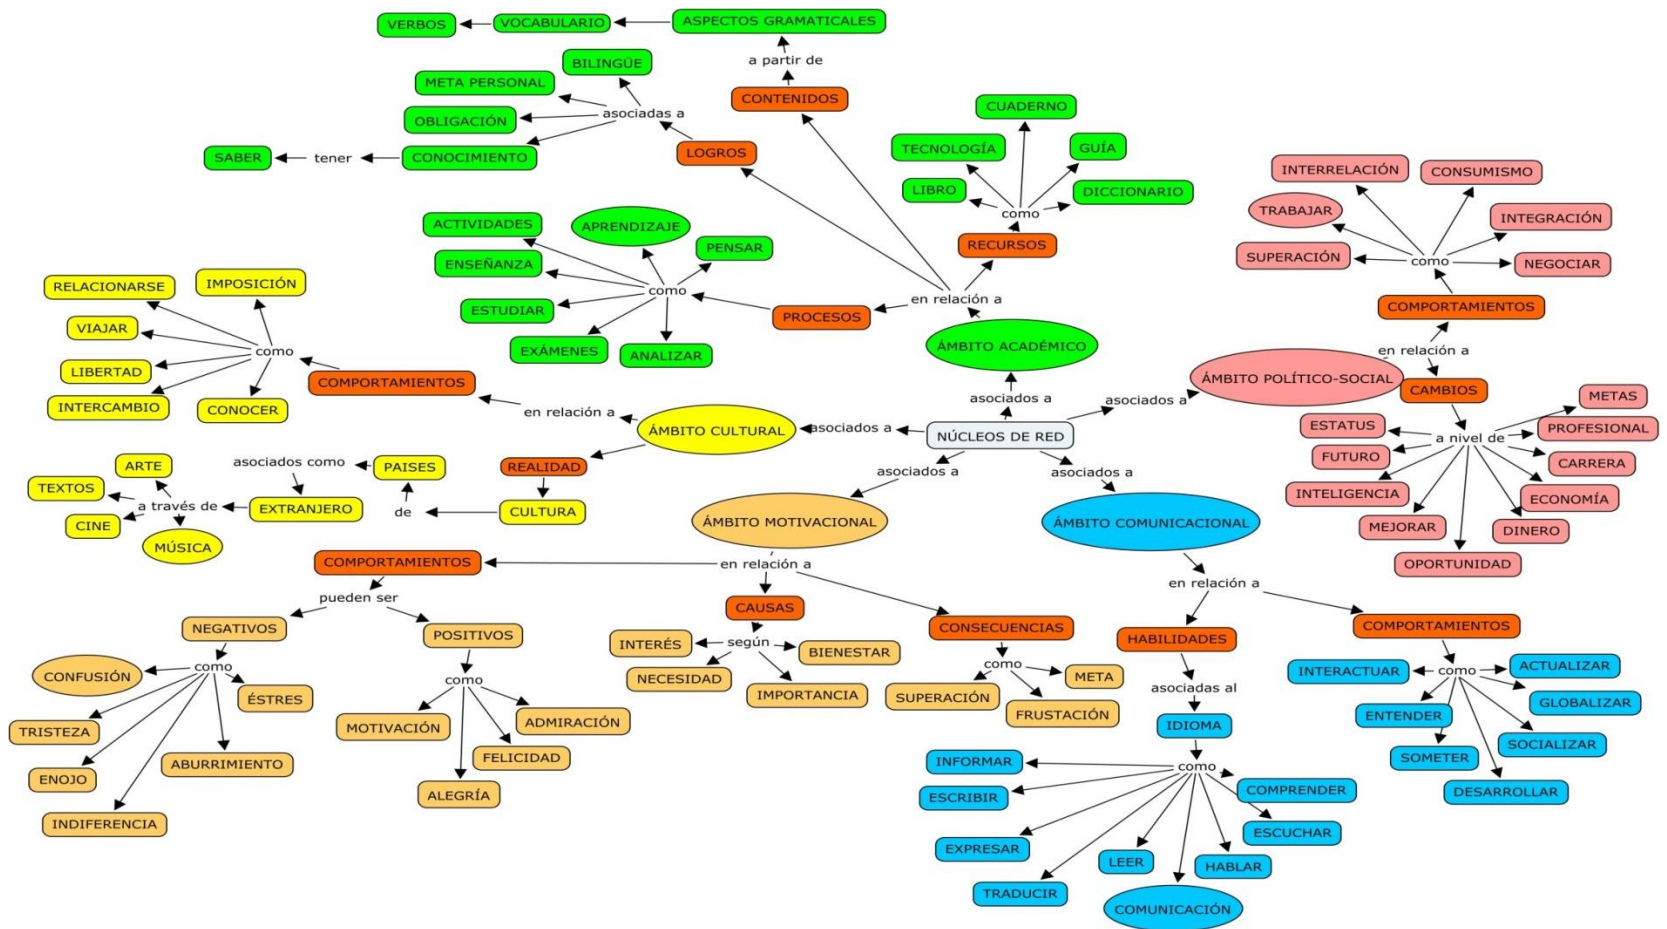 VERBOS
VOCABULARIO
ASPECTOS GRAMATICALES
a partir de
CONTENIDOS
BILINGÜE
META PERSONAL
OBLIGACIÓN
asociadas a
LOGROS
SABER
tener
CONOCIMIENTO
CUADERNO
TECNOLOGÍA
GUÍA
LIBRO
DICCIONARIO
como
RECURSOS
ACTIVIDADES
APRENDIZAJE
PENSAR
ENSEÑANZA
como
ESTUDIAR
EXÁMENES
ANALIZAR
PROCESOS
en relación a
ÁMBITO ACADÉMICO
asociados a
INTERRELACIÓN
CONSUMISMO
TRABAJAR
INTEGRACIÓN
SUPERACIÓN
como
NEGOCIAR
COMPORTAMIENTOS
en relación a
ÁMBITO POLÍTICO-SOCIAL
asociados a
CAMBIOS
METAS
ESTATUS
a nivel de
PROFESIONAL
FUTURO
CARRERA
INTELIGENCIA
ECONOMÍA
MEJORAR
DINERO
OPORTUNIDAD
RELACIONARSE
IMPOSICIÓN
VIAJAR
como
LIBERTAD
INTERCAMBIO
CONOCER
COMPORTAMIENTOS
en relación a
ÁMBITO CULTURAL
asociados a
NÚCLEOS DE RED
REALIDAD
CULTURA
de
PAISES
asociados como
EXTRANJERO
a través de
ARTE
TEXTOS
CINE
MÚSICA
asociados a
ÁMBITO MOTIVACIONAL
en relación a
COMPORTAMIENTOS
pueden ser
NEGATIVOS
POSITIVOS
como
CONFUSIÓN
ÉSTRES
TRISTEZA
ENOJO
ABURRIMIENTO
INDIFERENCIA
como
MOTIVACIÓN
ADMIRACIÓN
FELICIDAD
ALEGRÍA
CAUSAS
INTERÉS
según
BIENESTAR
NECESIDAD
IMPORTANCIA
CONSECUENCIAS
como
META
SUPERACIÓN
FRUSTACIÓN
asociados a
ÁMBITO COMUNICACIONAL
en relación a
HABILIDADES
asociadas al
IDIOMA
como
INFORMAR
ESCRIBIR
COMPRENDER
ESCUCHAR
EXPRESAR
LEER
HABLAR
TRADUCIR
COMUNICACIÓN
COMPORTAMIENTOS
INTERACTUAR
como
ACTUALIZAR
GLOBALIZAR
ENTENDER
SOMETER
SOCIALIZAR
DESARROLLAR